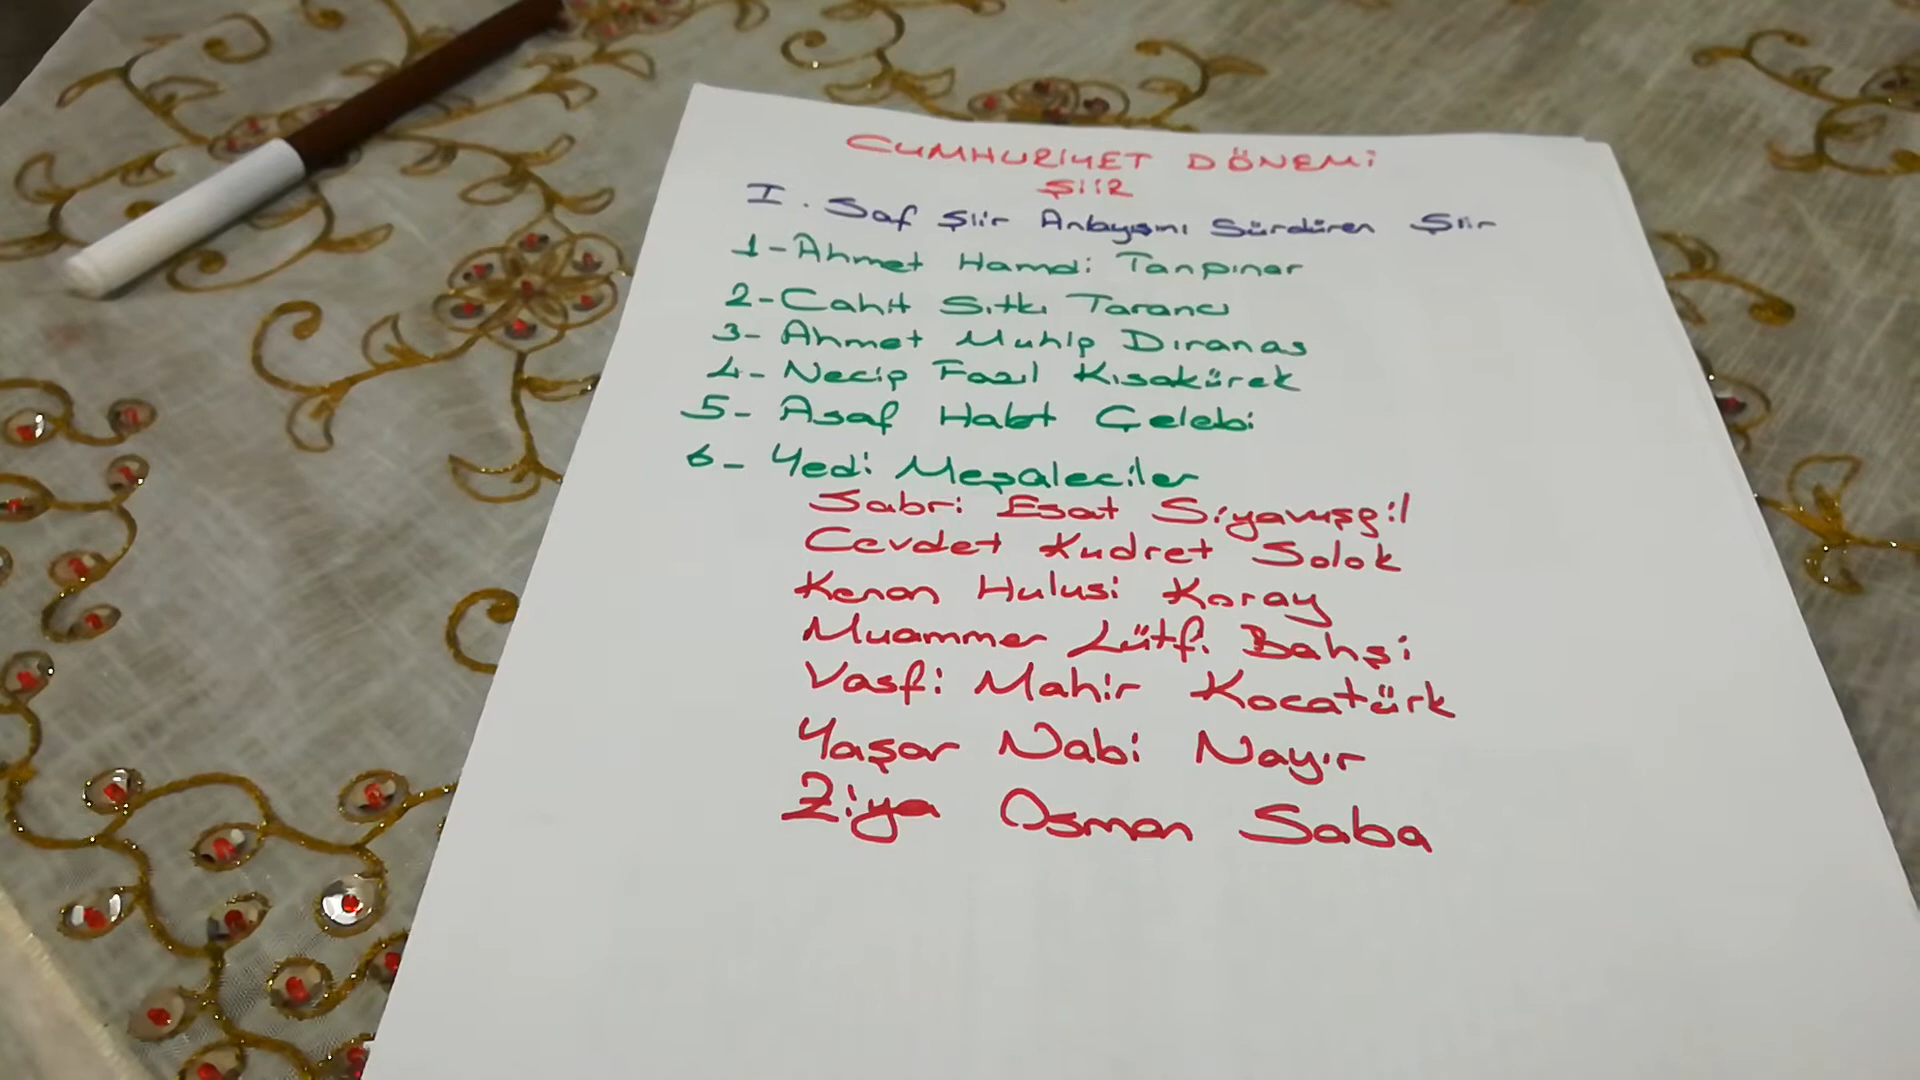 CUMHURİYET DÖNEMİ
ŞİİR
I. Saf Şiir Anlayışını Sürdüren Şiir
1- Ahmet Hamdi Tanpınar
2- Cahit Sıtkı Tarancı
3- Ahmet Muhip Dıranas
4- Necip Fazıl Kısakürek
5- Asaf Halet Çelebi
6- Yedi Meşaleciler
Sabri Esat Siyavuşgil
Cevdet Kudret Solok
Kenan Hulusi Koray
Muammer Lütfi Bahşi
Vasfi Mahir Kocatürk
Yaşar Nabi Nayır
Ziya Osman Saba